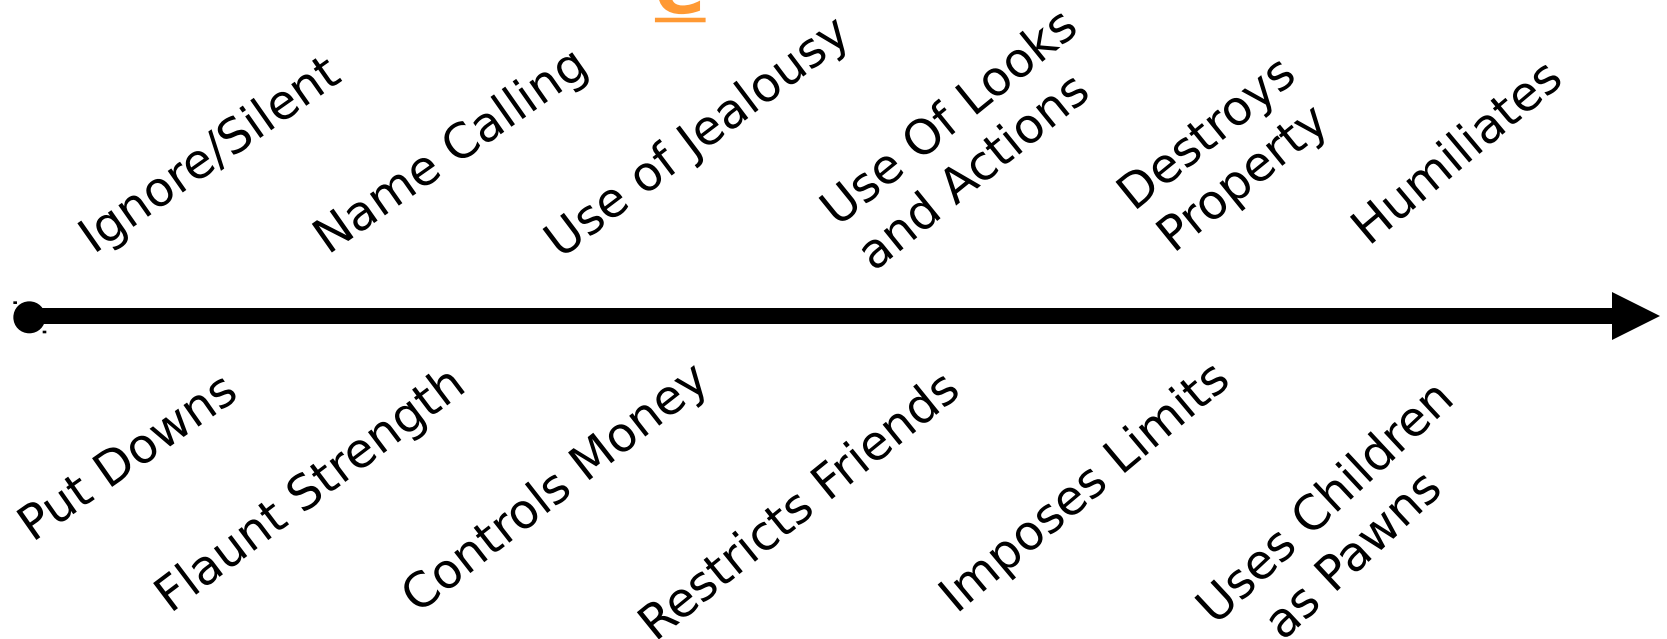 Ignore/Silent
Name Calling
Use of Jealousy
Use Of Looks
and Actions
Destroys
Property
Humiliates
Put Downs
Flaunt Strength
Controls Money
Restricts Friends
Imposes Limits
Uses Children
as Pawns